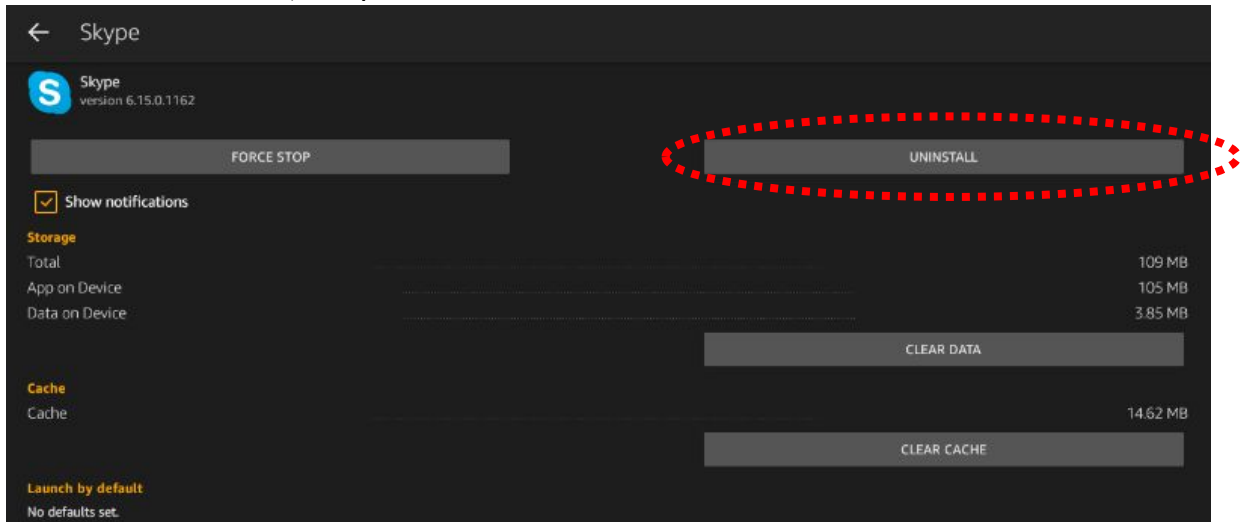 Skype
Skype
version 6.15.0.1162
FORCE STOP
UNINSTALL
Show notifications
Storage
Total 109 MB
App on Device 105 MB
Data on Device 3.85 MB
CLEAR DATA
Cache
Cache 14.62 MB
CLEAR CACHE
Launch by default
No defaults set.